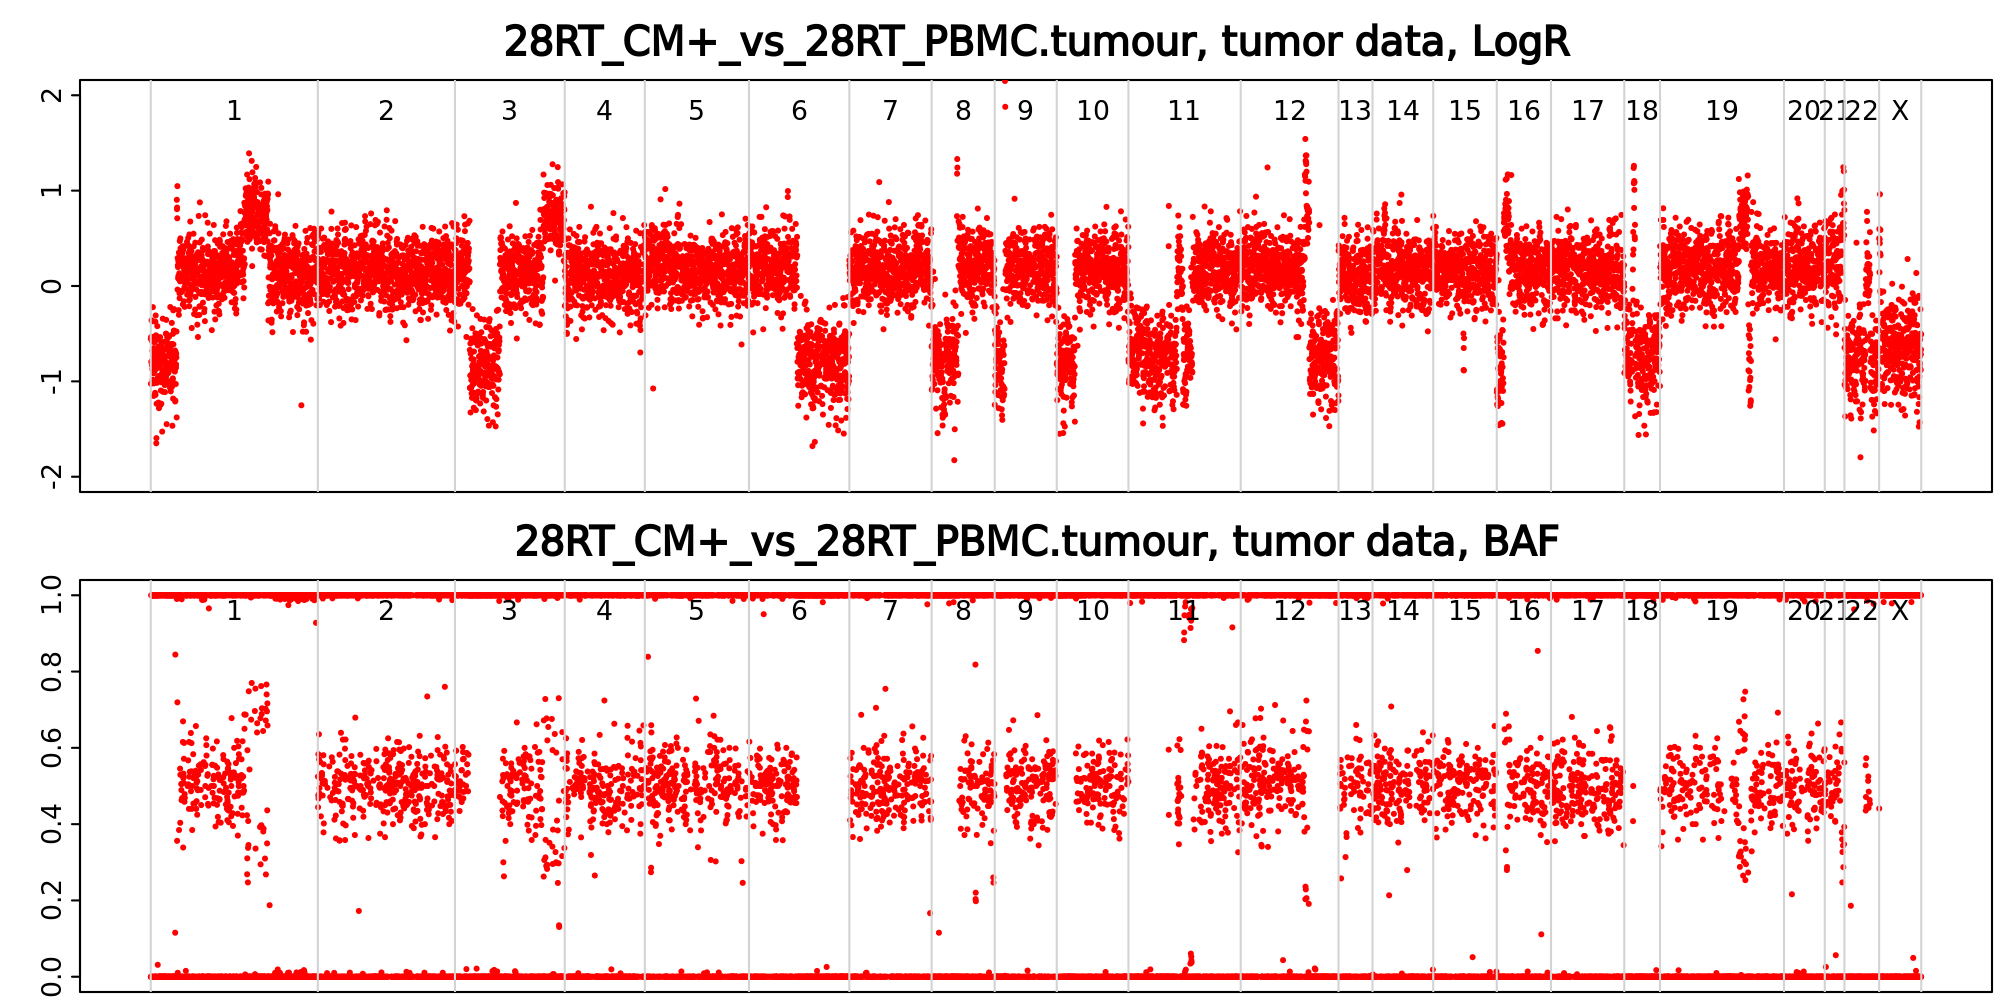 28RT_CM+_vs_28RT_PBMC.tumour, tumor data, LogR
2
1
0
-1
-2
1 2 3 4 5 6 7 8 9 10 11 12 13 14 15 16 17 18 19 20 21 22 X
28RT_CM+_vs_28RT_PBMC.tumour, tumor data, BAF
1.0
0.8
0.6
0.4
0.2
0.0
1 2 3 4 5 6 7 8 9 10 11 12 13 14 15 16 17 18 19 20 21 22 X